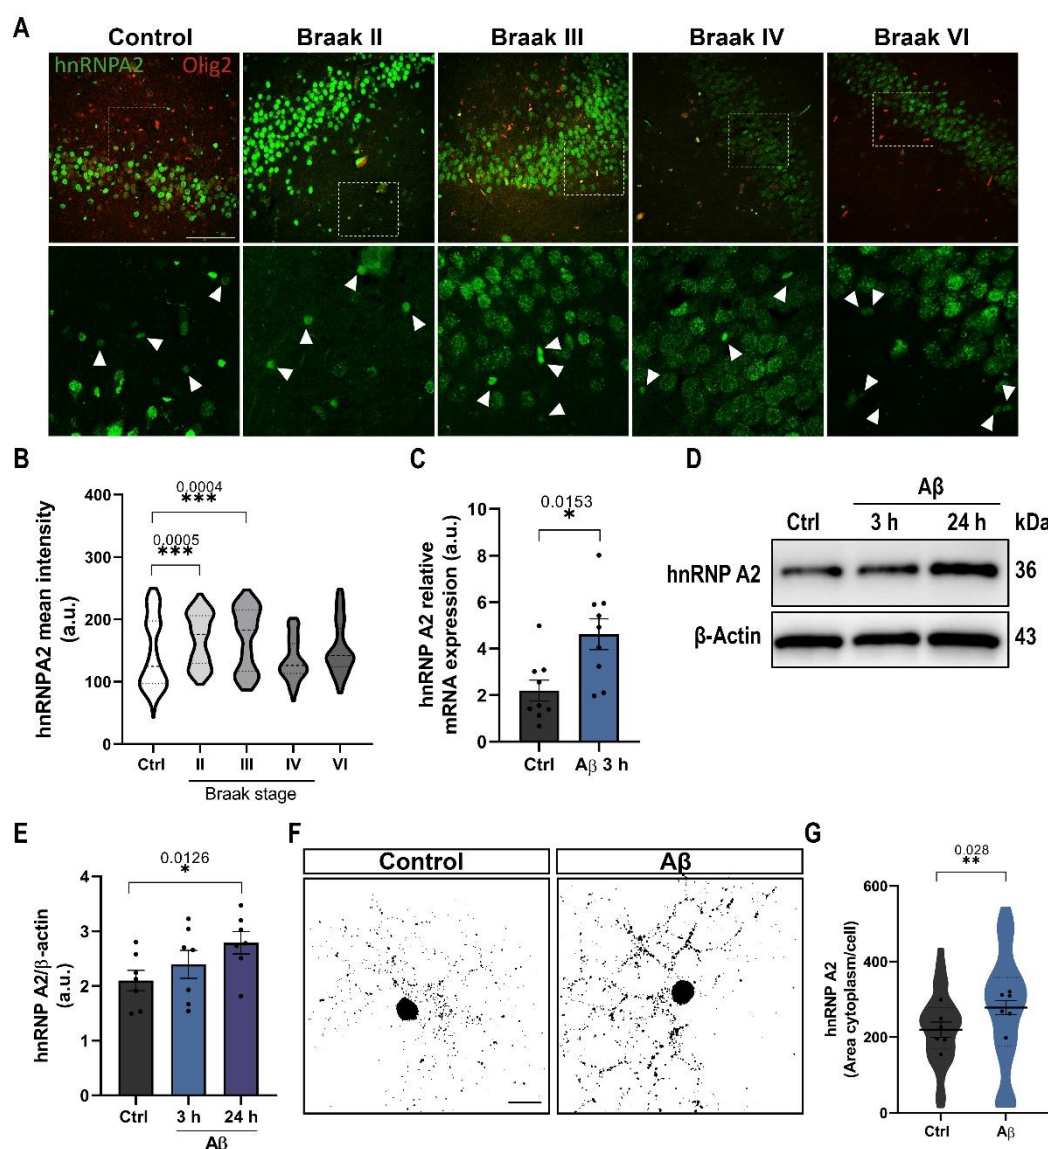 A
Control Braak II Braak III Braak IV Braak VI
hnRNPA2 Olig2
B
hnRNPA2 mean intensity
(a.u.)
400
300
200
100
0
0.0004
***
0.0005
***
Ctrl II III IV VI
Braak stage
C
hnRNP A2 relative
mRNA expression (a.u.)
10
8
6
4
2
0
0.0153
*
Ctrl Aβ 3 h
D
Aβ
Ctrl 3 h 24 h kDa
hnRNP A2 36
β-Actin 43
E
hnRNP A2/β-actin
(a.u.)
4
3
2
1
0
0.0126
*
Ctrl 3 h 24 h
Aβ
F
Control Aβ
G
hnRNP A2
(Area cytoplasm/cell)
600
400
200
0
0.028
**
Ctrl Aβ